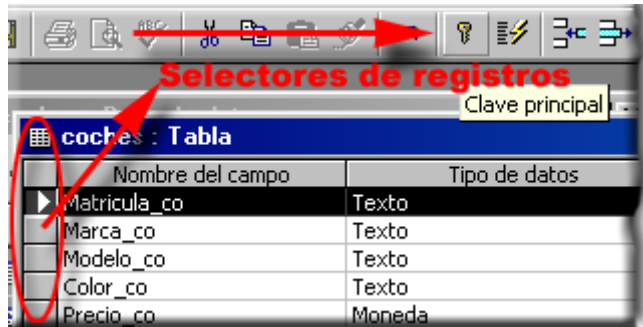 ABC
Selectores de registros
Clave principal
coches : Tabla
Nombre del campo Tipo de datos
Matricula_co Texto
Marca_co Texto
Modelo_co Texto
Color_co Texto
Precio_co Moneda